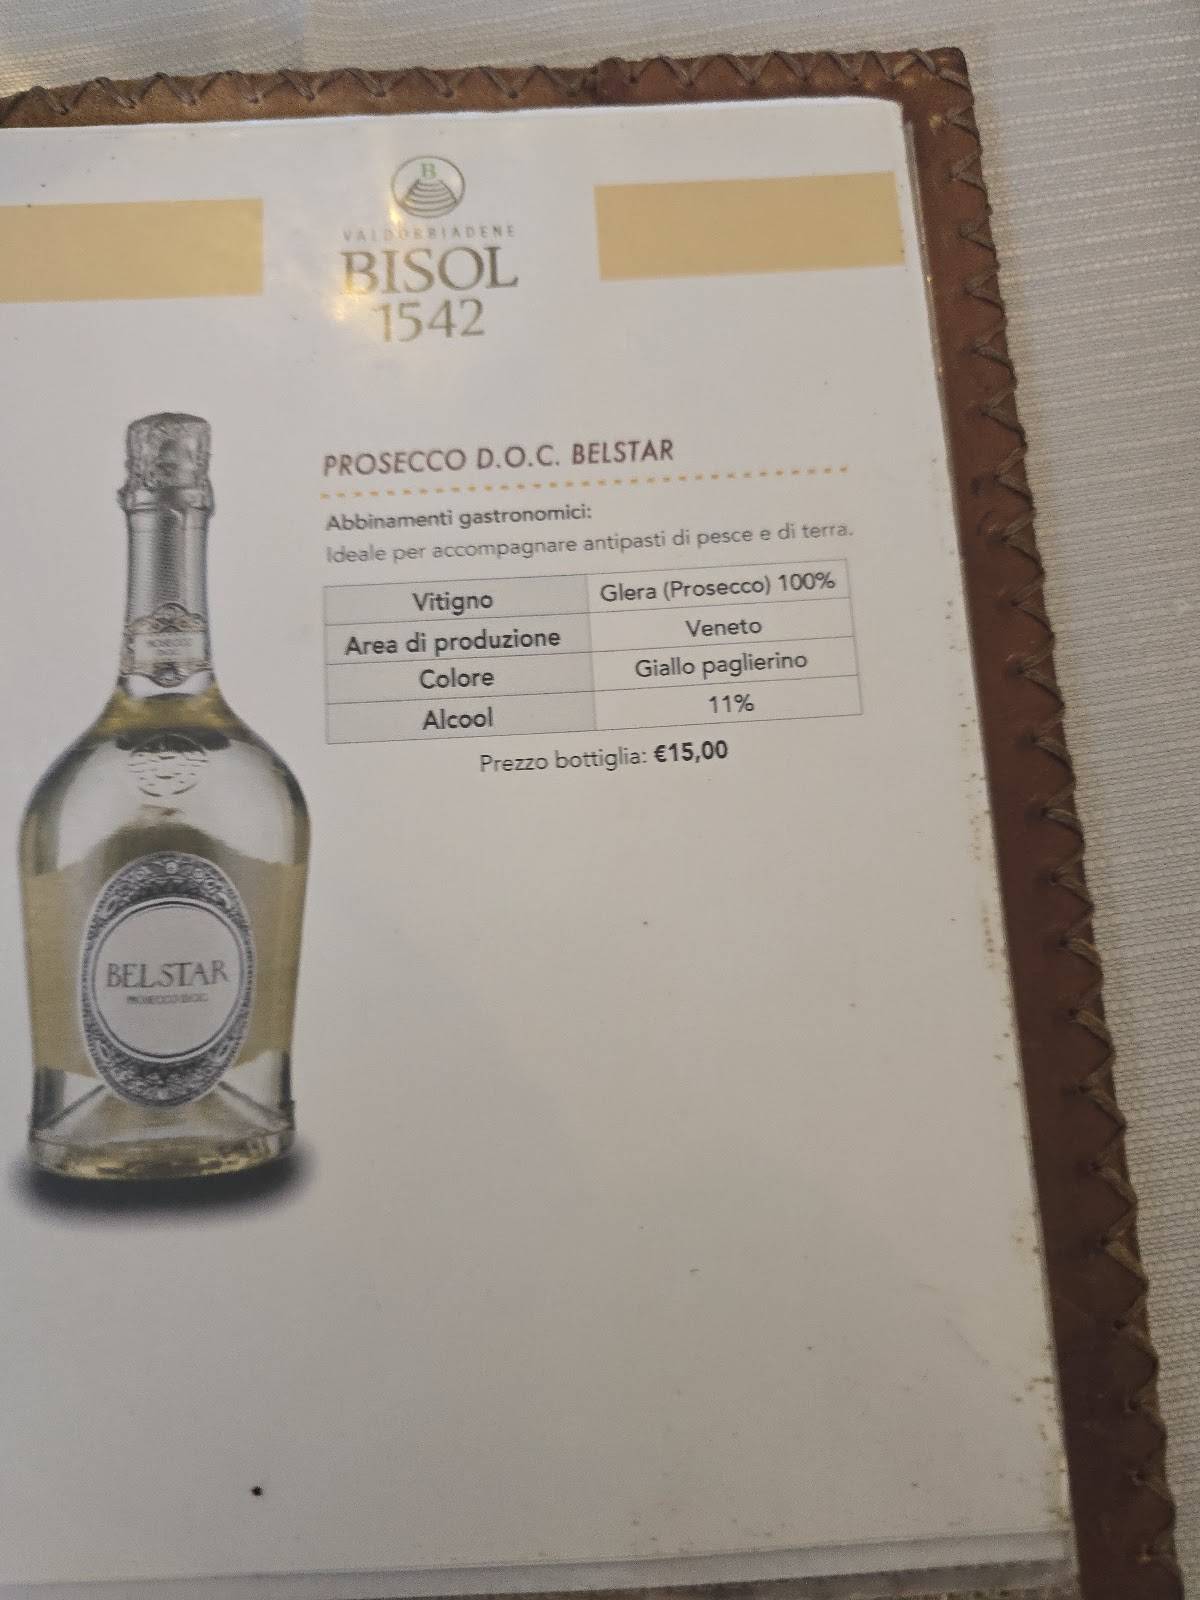 B
VALDOBBIADENE
BISOL
1542
PROSECCO D.O.C. BELSTAR
Abbinamenti gastronomici:
Ideale per accompagnare antipasti di pesce e di terra.
Vitigno Glera (Prosecco) 100%
Area di produzione Veneto
Colore Giallo paglierino
Alcool 11%
Prezzo bottiglia: €15,00
BELSTAR
PROSECCO D.O.C.